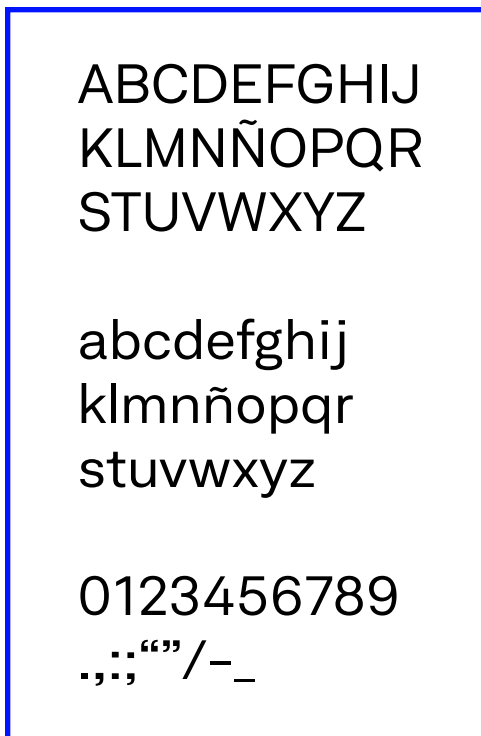 ABCDEFGHIJ
KLMNÑOPQR
STUVWXYZ
abcdefghij
klmnñopqr
stuvwxyz
0123456789
.,:;“”/–_